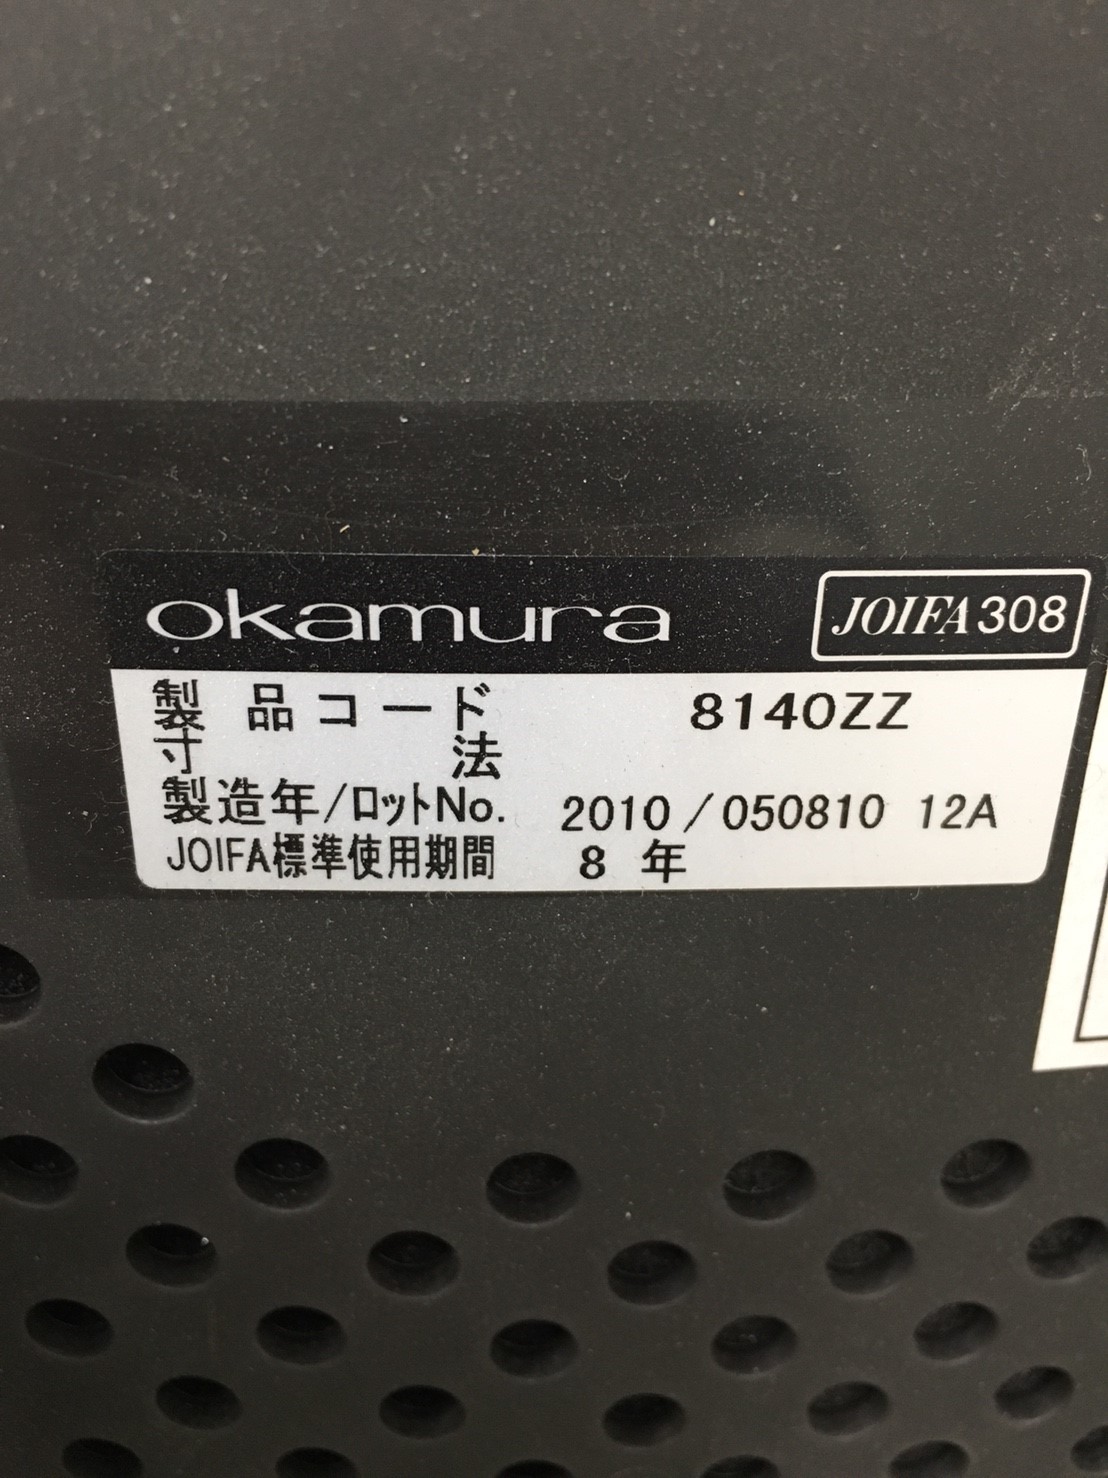 okamura
JOIFA308
製品コード 8140ZZ
寸法
製造年/ロットNo. 2010/050810 12A
JOIFA標準使用期間 8年